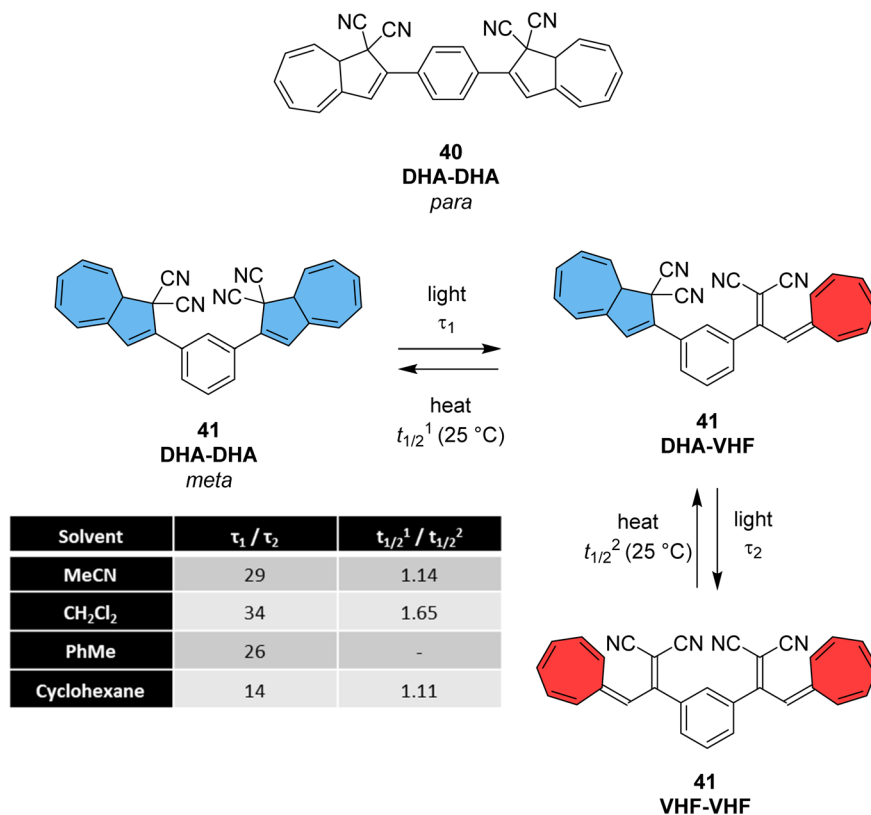 CN CN NC CN
40
DHA-DHA
para
CN
CN
NC
NC
light
τ1
heat
t1/2¹ (25 °C)
CN
CN
NC CN
41
DHA-DHA
meta
41
DHA-VHF
heat
t1/2² (25 °C)
light
τ2
Solvent τ1 / τ2 t1/2¹ / t1/2²
MeCN 29 1.14
CH2Cl2 34 1.65
PhMe 26 -
Cyclohexane 14 1.11
NC CN NC CN
41
VHF-VHF